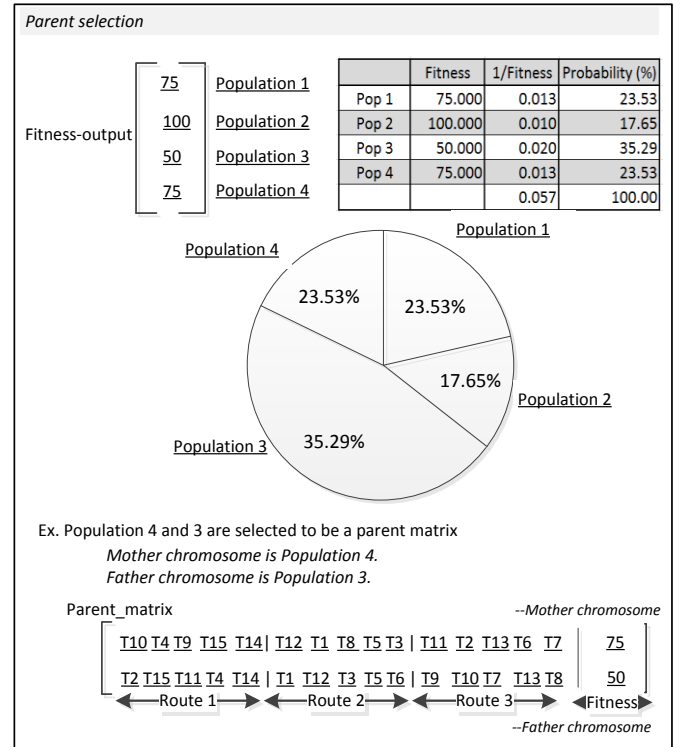 Parent selection
Fitness-output
75 Population 1
100 Population 2
50 Population 3
75 Population 4
Fitness 1/Fitness Probability (%)
Pop 1 75.000 0.013 23.53
Pop 2 100.000 0.010 17.65
Pop 3 50.000 0.020 35.29
Pop 4 75.000 0.013 23.53
0.057 100.00
Population 4
Population 1
23.53%
23.53%
17.65%
Population 2
Population 3
35.29%
Ex. Population 4 and 3 are selected to be a parent matrix
Mother chromosome is Population 4.
Father chromosome is Population 3.
Parent_matrix
--Mother chromosome
T10 T4 T9 T15 T14| T12 T1 T8 T5 T3 | T11 T2 T13 T6 T7 75
T2 T15 T11 T4 T14 | T1 T12 T3 T5 T6 | T9 T10 T7 T13 T8 50
Route 1 Route 2 Route 3 Fitness
--Father chromosome